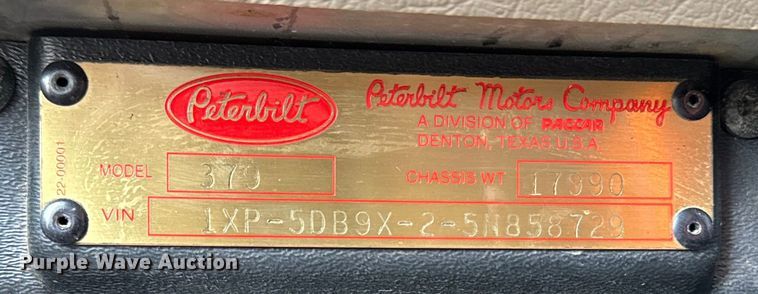 Peterbilt
Peterbilt Motors Company
A DIVISION OF PACCAR
DENTON, TEXAS U.S.A.
22-00001
MODEL 379 CHASSIS WT 17990
VIN 1XP-5DB9X-2-5N858729
Purple Wave Auction